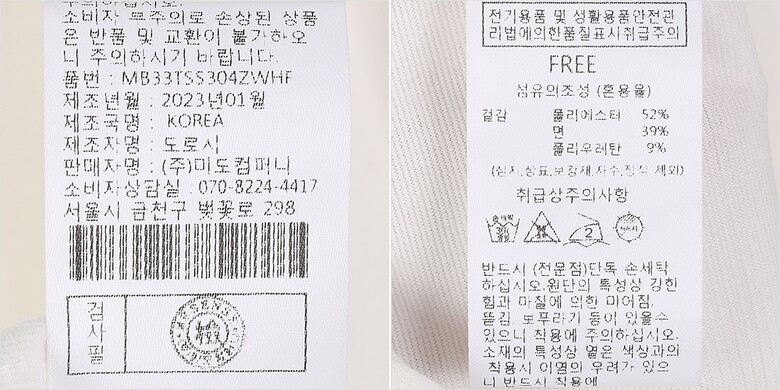 소비자 부주의로 손상된 상품
은 반품 및 교환이 불가하오
니 주의하시기 바랍니다.
품번 : MB33TSS304ZWHF
제조년월 : 2023년01월
제조국명 : KOREA
제조자명 : 도로시
판매자명 : (주)미도컴퍼니
소비자상담실 : 070-8224-4417
서울시 금천구 벚꽃로 298
검사필
전기용품 및 생활용품안전관
리법에의한품질표시취급주의
FREE
섬유의조성 (혼용율)
겉감 폴리에스터 52%
면 39%
폴리우레탄 9%
(심지,상표,보강재,자수,장식 제외)
취급상주의사항
2
반드시 (전문점)단독 손세탁
하십시오.원단의 특성상 강한
힘과 마찰에 의한 미어짐,
뜯김 보푸라기 등이 있을수
있으니 착용에 주의하십시오.
소재의 특성상 옅은 색상과의
착용시 이염의 우려가 있으
니 반드시 착용에